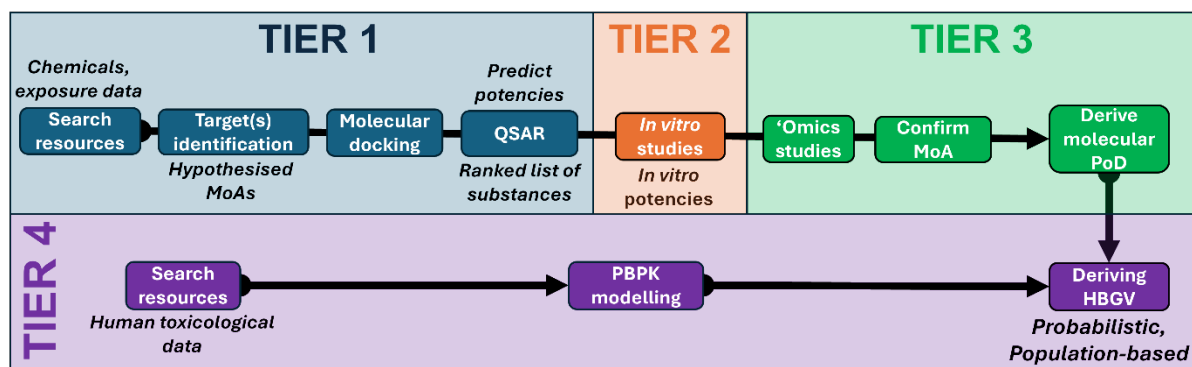 TIER 1
TIER 2
TIER 3
Chemicals,
exposure data
Search
resources
Target(s)
identification
Hypothesised
MoAs
Molecular
docking
Predict
potencies
QSAR
Ranked list of
substances
In vitro
studies
In vitro
potencies
‘Omics
studies
Confirm
MoA
Derive
molecular
PoD
TIER 4
Search
resources
Human toxicological
data
PBPK
modelling
Deriving
HBGV
Probabilistic,
Population-based